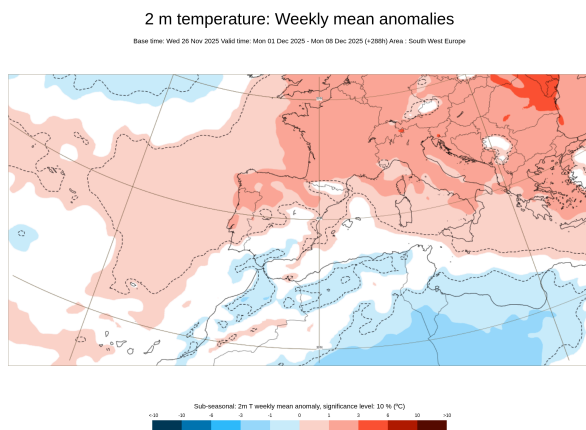 2 m temperature: Weekly mean anomalies
Base time: Wed 26 Nov 2025 Valid time: Mon 01 Dec 2025 - Mon 08 Dec 2025 (+288h) Area : South West Europe
Sub-seasonal: 2m T weekly mean anomaly, significance level: 10 % (ºC)
<-10 -10 -6 -3 -1 0 1 3 6 10 >10